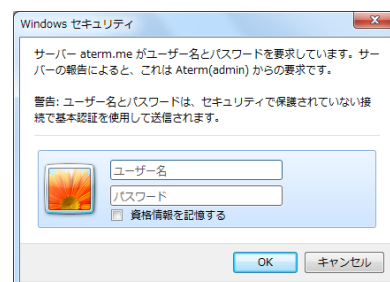 Windows セキュリティ
サーバー aterm.me がユーザー名とパスワードを要求しています。サー
バーの報告によると、これは Aterm(admin) からの要求です。
警告: ユーザー名とパスワードは、セキュリティで保護されていない接
続で基本認証を使用して送信されます。
ユーザー名
パスワード
資格情報を記憶する
OK
キャンセル